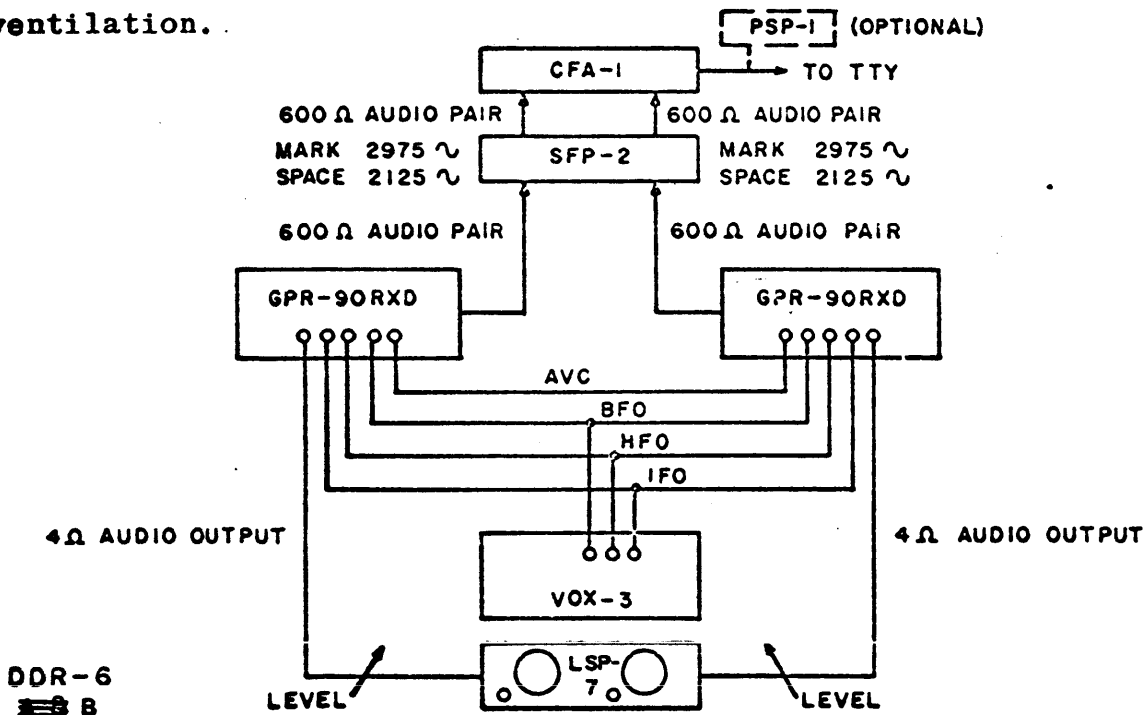 ventilation.
PSP-1 (OPTIONAL)
CFA-1
TO TTY
600 Ω AUDIO PAIR
600 Ω AUDIO PAIR
MARK 2975 ∿
SPACE 2125 ∿
SFP-2
MARK 2975 ∿
SPACE 2125 ∿
600 Ω AUDIO PAIR
600 Ω AUDIO PAIR
GPR-90RXD
GPR-90RXD
AVC
BFO
HFO
IFO
4Ω AUDIO OUTPUT
4Ω AUDIO OUTPUT
VOX-3
LSP-
7
LEVEL
LEVEL
DDR-6
B